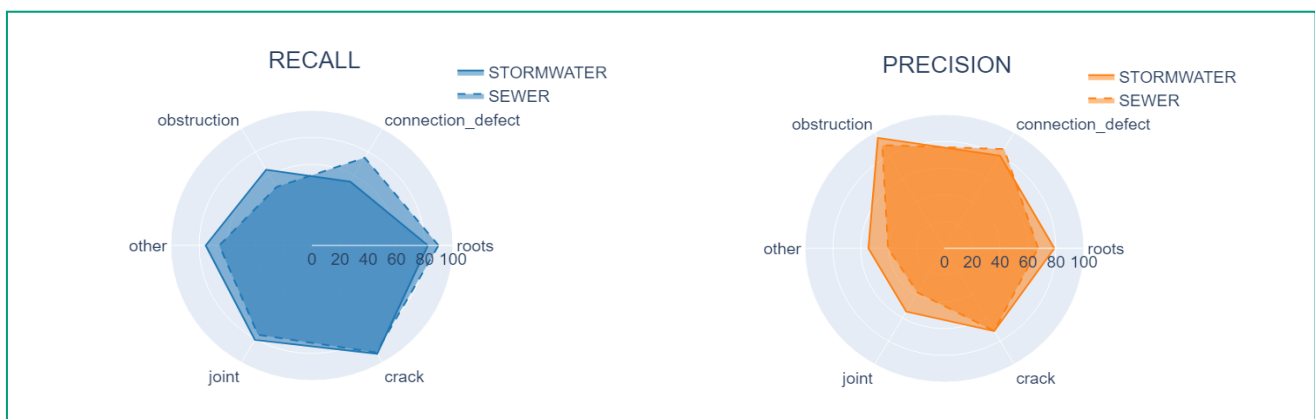 RECALL
STORMWATER
SEWER
obstruction
connection_defect
other
roots
0 20 40 60 80 100
joint
crack
PRECISION
STORMWATER
SEWER
obstruction
connection_defect
other
roots
0 20 40 60 80 100
joint
crack